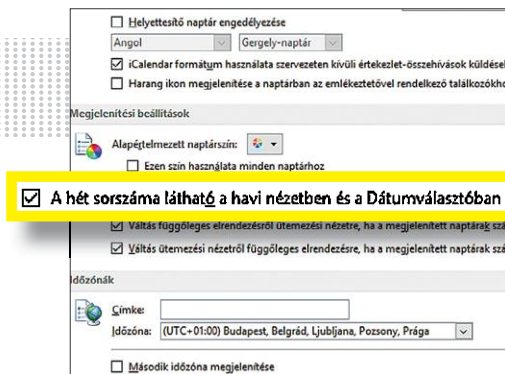 Helyettesítő naptár engedélyezése
Angol Gergely-naptár
iCalendar formátum használata szervezeten kívüli értekezlet-összehívások küldései
Harang ikon megjelenítése a naptárban az emlékeztetővel rendelkező találkozókho
Megjelenítési beállítások
Alapértelmezett naptárszín:
Ezen szín használata minden naptárhoz
A hét sorszáma látható a havi nézetben és a Dátumválasztóban
Váltás függőleges elrendezésről ütemezési nézetre, ha a megjelenített naptárak szá
Váltás ütemezési nézetről függőleges elrendezésre, ha a megjelenített naptárak szá
Időzónák
Címke:
Időzóna: (UTC+01:00) Budapest, Belgrád, Ljubljana, Pozsony, Prága
Második időzóna megjelenítése